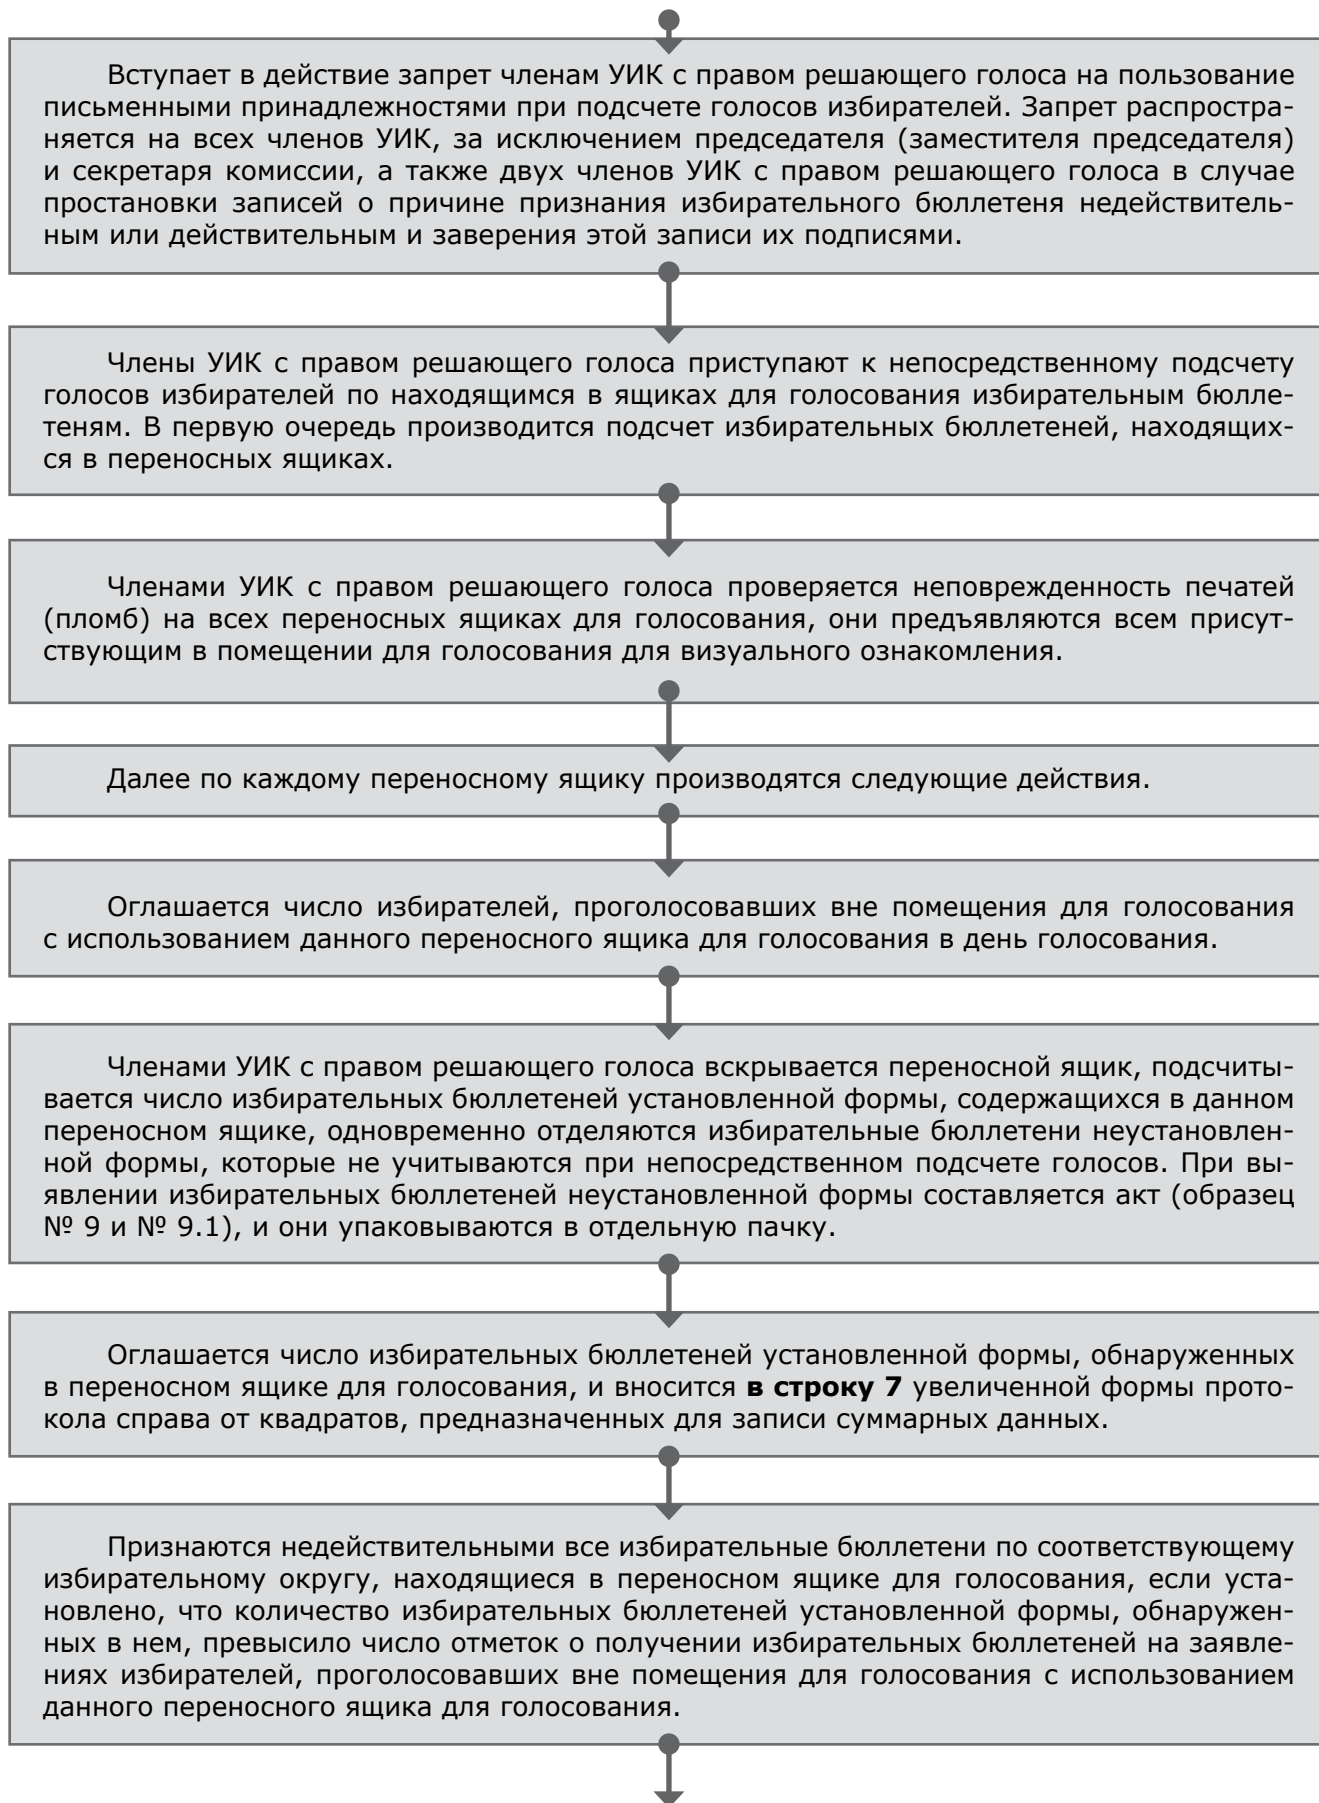 Вступает в действие запрет членам УИК с правом решающего голоса на пользование
письменными принадлежностями при подсчете голосов избирателей. Запрет распростра-
няется на всех членов УИК, за исключением председателя (заместителя председателя)
и секретаря комиссии, а также двух членов УИК с правом решающего голоса в случае
простановки записей о причине признания избирательного бюллетеня недействитель-
ным или действительным и заверения этой записи их подписями.
Члены УИК с правом решающего голоса приступают к непосредственному подсчету
голосов избирателей по находящимся в ящиках для голосования избирательным бюлле-
теням. В первую очередь производится подсчет избирательных бюллетеней, находящих-
ся в переносных ящиках.
Членами УИК с правом решающего голоса проверяется неповрежденность печатей
(пломб) на всех переносных ящиках для голосования, они предъявляются всем присут-
ствующим в помещении для голосования для визуального ознакомления.
Далее по каждому переносному ящику производятся следующие действия.
Оглашается число избирателей, проголосовавших вне помещения для голосования
с использованием данного переносного ящика для голосования в день голосования.
Членами УИК с правом решающего голоса вскрывается переносной ящик, подсчиты-
вается число избирательных бюллетеней установленной формы, содержащихся в данном
переносном ящике, одновременно отделяются избирательные бюллетени неустановлен-
ной формы, которые не учитываются при непосредственном подсчете голосов. При вы-
явлении избирательных бюллетеней неустановленной формы составляется акт (образец
№ 9 и № 9.1), и они упаковываются в отдельную пачку.
Оглашается число избирательных бюллетеней установленной формы, обнаруженных
в переносном ящике для голосования, и вносится в строку 7 увеличенной формы прото-
кола справа от квадратов, предназначенных для записи суммарных данных.
Признаются недействительными все избирательные бюллетени по соответствующему
избирательному округу, находящиеся в переносном ящике для голосования, если уста-
новлено, что количество избирательных бюллетеней установленной формы, обнаружен-
ных в нем, превысило число отметок о получении избирательных бюллетеней на заявле-
ниях избирателей, проголосовавших вне помещения для голосования с использованием
данного переносного ящика для голосования.